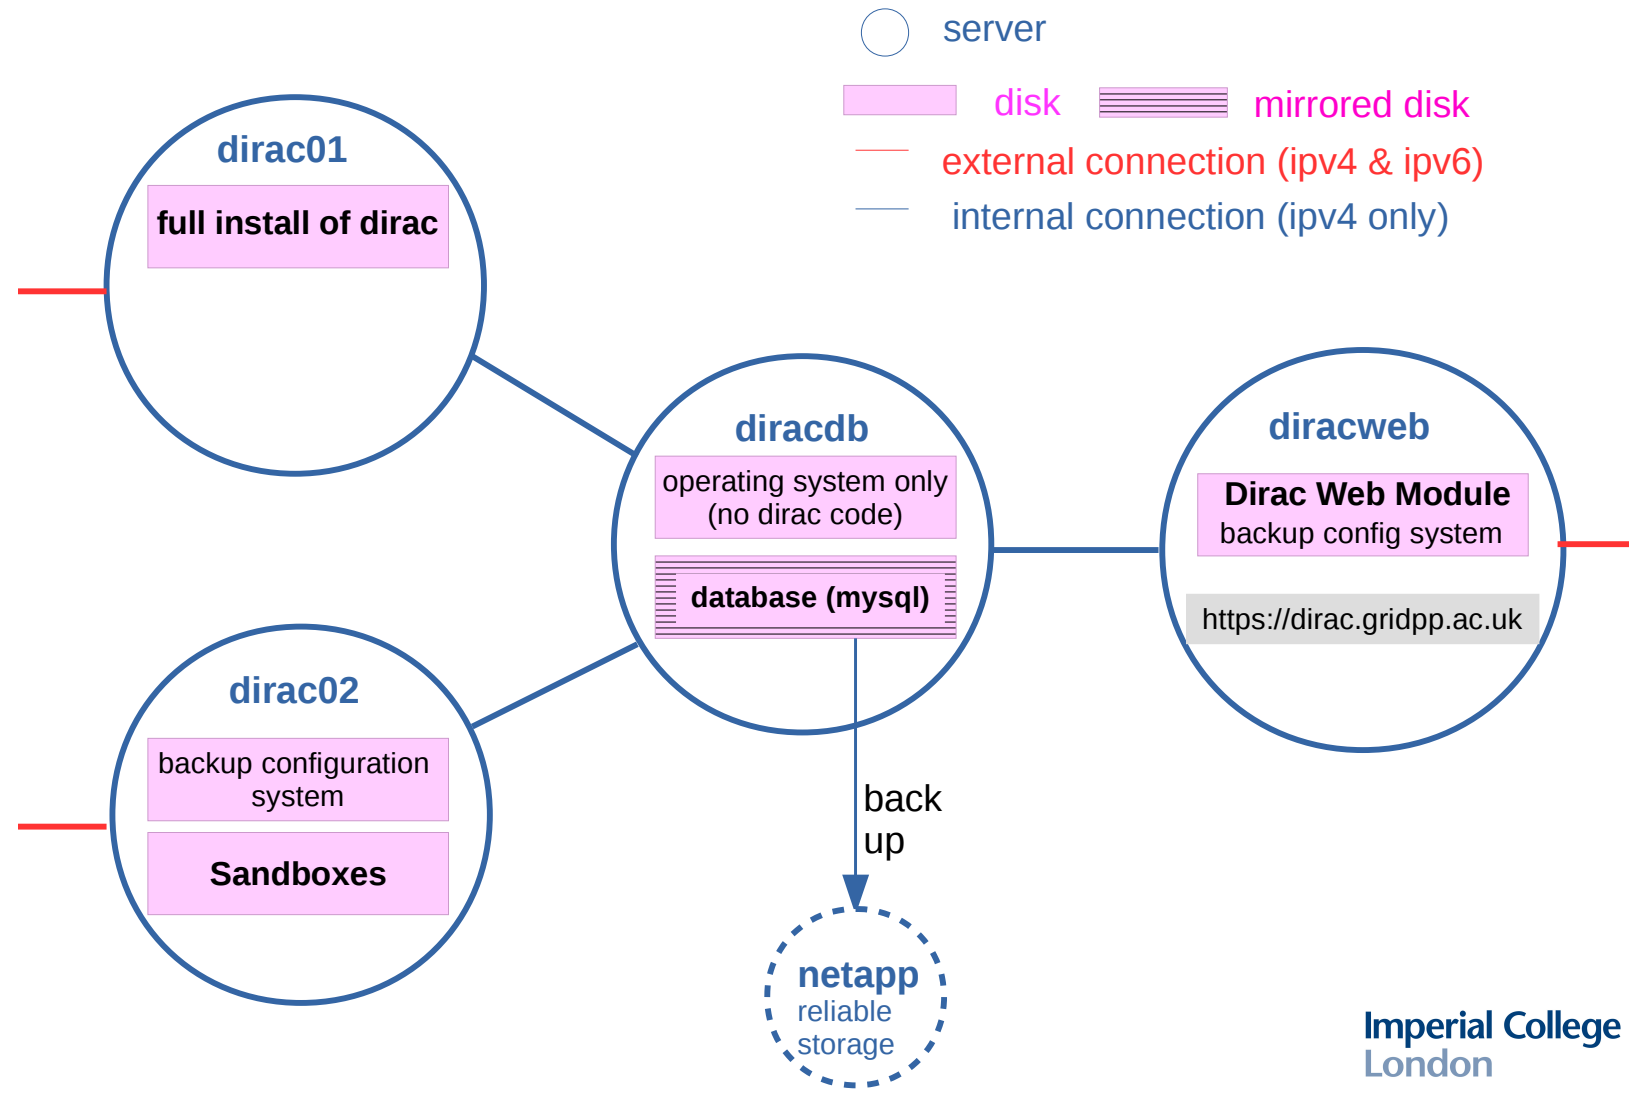 server
disk
mirrored disk
external connection (ipv4 & ipv6)
internal connection (ipv4 only)
dirac01
full install of dirac
diracdb
operating system only
(no dirac code)
database (mysql)
diracweb
Dirac Web Module
backup config system
https://dirac.gridpp.ac.uk
dirac02
backup configuration
system
Sandboxes
back
up
netapp
reliable
storage
Imperial College
London